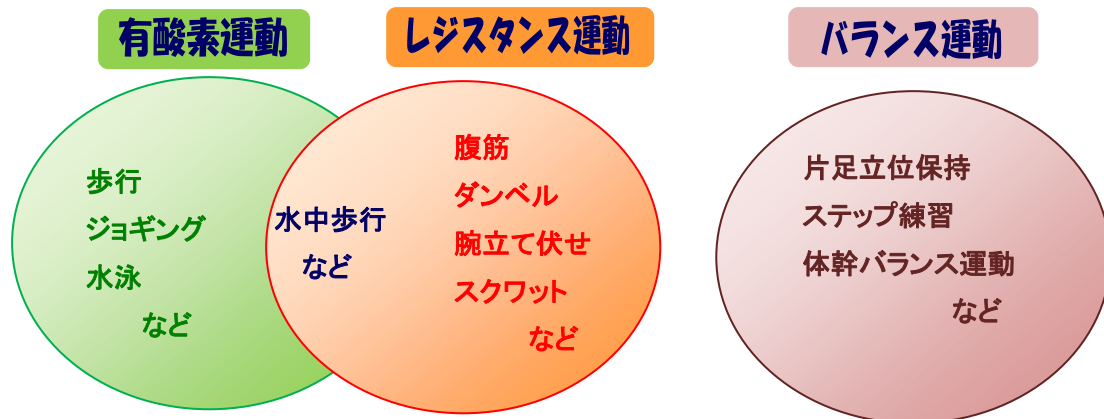 有酸素運動
レジスタンス運動
バランス運動
歩行
ジョギング
水泳
など
水中歩行
など
腹筋
ダンベル
腕立て伏せ
スクワット
など
片足立位保持
ステップ練習
体幹バランス運動
など